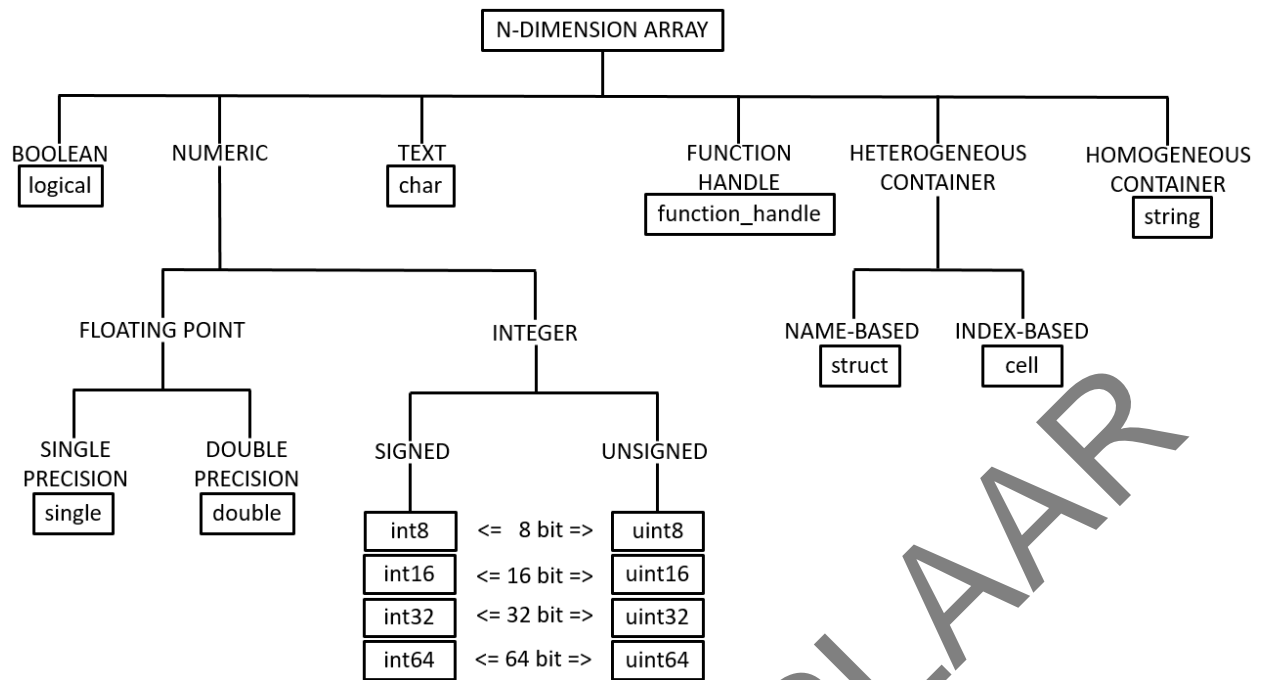 N-DIMENSION ARRAY
BOOLEAN
logical
NUMERIC
TEXT
char
FUNCTION
HANDLE
function_handle
HETEROGENEOUS
CONTAINER
HOMOGENEOUS
CONTAINER
string
FLOATING POINT
INTEGER
NAME-BASED
struct
INDEX-BASED
cell
SINGLE
PRECISION
single
DOUBLE
PRECISION
double
SIGNED
UNSIGNED
int8 <= 8 bit => uint8
int16 <= 16 bit => uint16
int32 <= 32 bit => uint32
int64 <= 64 bit => uint64